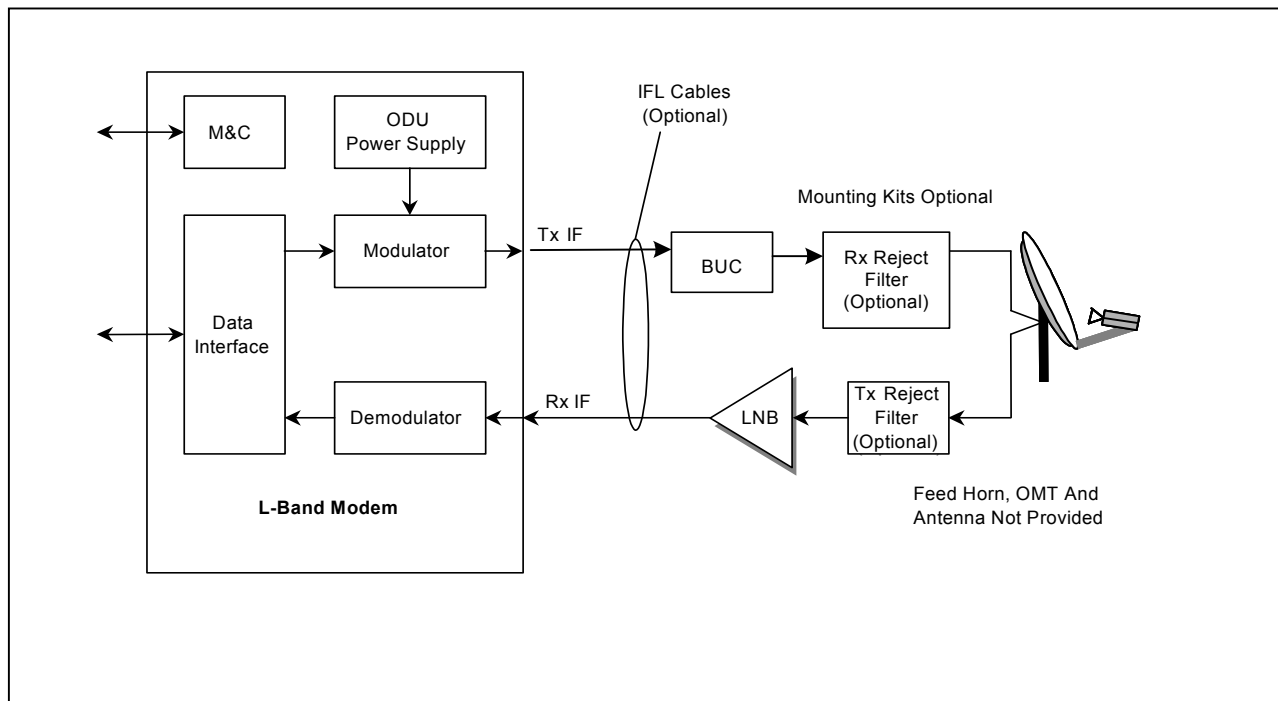 IFL Cables
(Optional)
M&C
ODU
Power Supply
Mounting Kits Optional
Tx IF
Modulator
BUC
Rx Reject
Filter
(Optional)
Data
Interface
Rx IF
Demodulator
LNB
Tx Reject
Filter
(Optional)
L-Band Modem
Feed Horn, OMT And
Antenna Not Provided